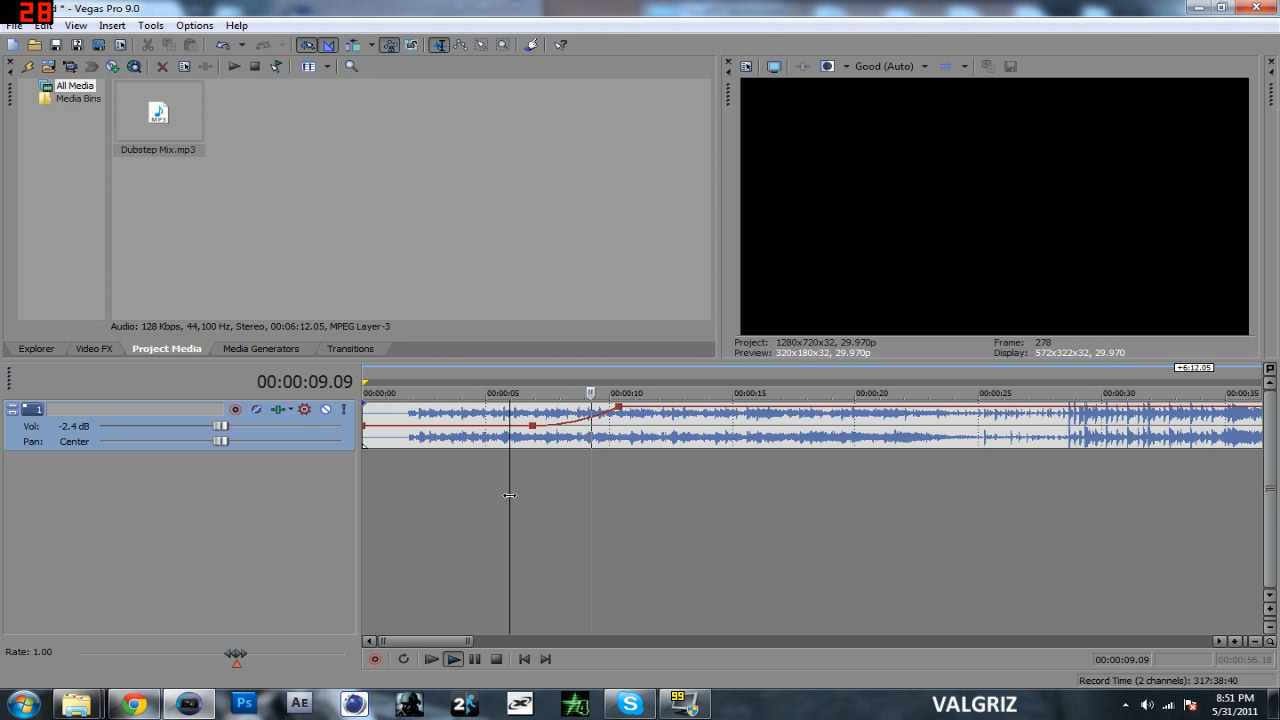 28
d * - Vegas Pro 9.0
File Edit View Insert Tools Options Help
All Media
Media Bins
MP3
Dubstep Mix.mp3
Good (Auto)
Audio: 128 Kbps, 44,100 Hz, Stereo, 00:06:12.05, MPEG Layer-3
Explorer Video FX Project Media Media Generators Transitions
Project: 1280x720x32, 29.970p Frame: 278
Preview: 320x180x32, 29.970p Display: 572x322x32, 29.970
+6:12.05
00:00:09.09
00:00:00 00:00:05 00:00:10 00:00:15 00:00:20 00:00:25 00:00:30 00:00:35
1
Vol: -2.4 dB
Pan: Center
Rate: 1.00
00:00:09.09 00:00:56.18
Record Time (2 channels): 317:38:40
Ps
Ae
2
S
99
VALGRIZ
8:51 PM
5/31/2011